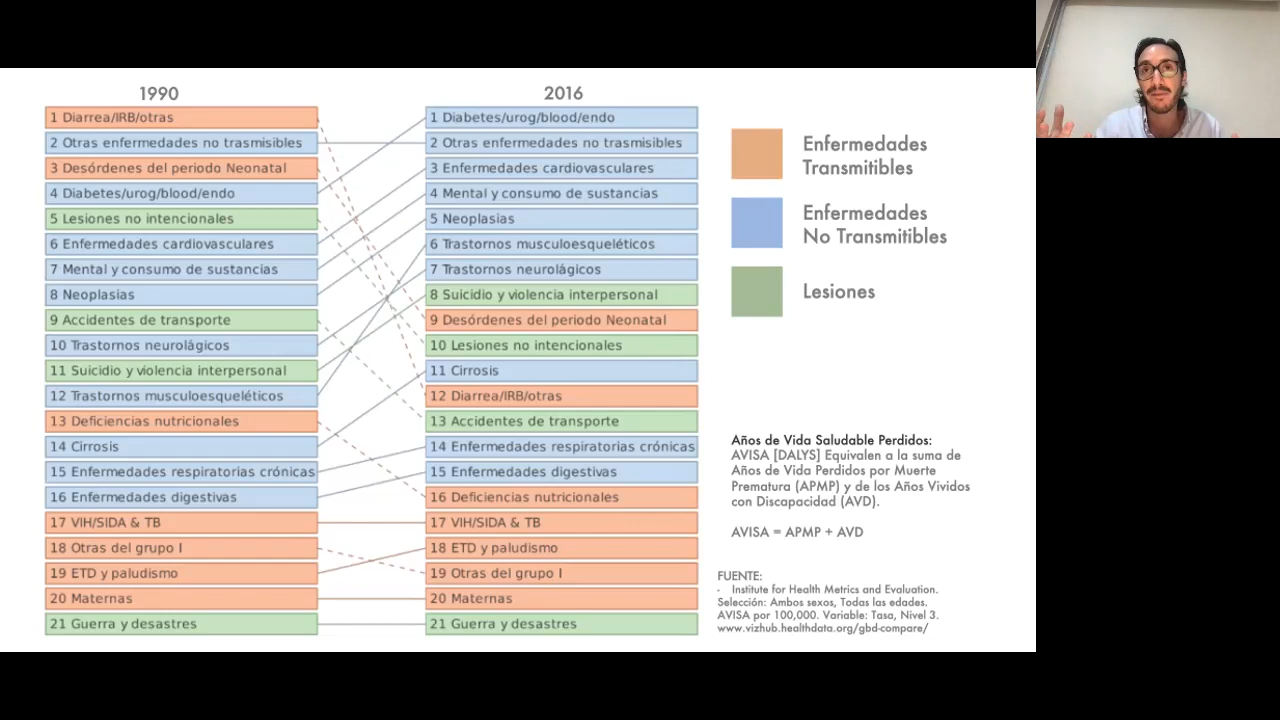 1990
1 Diarrea/IRB/otras
2 Otras enfermedades no trasmisibles
3 Desórdenes del periodo Neonatal
4 Diabetes/urog/blood/endo
5 Lesiones no intencionales
6 Enfermedades cardiovasculares
7 Mental y consumo de sustancias
8 Neoplasias
9 Accidentes de transporte
10 Trastornos neurolágicos
11 Suicidio y violencia interpersonal
12 Trastornos musculoesqueléticos
13 Deficiencias nutricionales
14 Cirrosis
15 Enfermedades respiratorias crónicas
16 Enfermedades digestivas
17 VIH/SIDA & TB
18 Otras del grupo I
19 ETD y paludismo
20 Maternas
21 Guerra y desastres
2016
1 Diabetes/urog/blood/endo
2 Otras enfermedades no trasmisibles
3 Enfermedades cardiovasculares
4 Mental y consumo de sustancias
5 Neoplasias
6 Trastornos musculoesqueléticos
7 Trastornos neurolágicos
8 Suicidio y violencia interpersonal
9 Desórdenes del periodo Neonatal
10 Lesiones no intencionales
11 Cirrosis
12 Diarrea/IRB/otras
13 Accidentes de transporte
14 Enfermedades respiratorias crónicas
15 Enfermedades digestivas
16 Deficiencias nutricionales
17 VIH/SIDA & TB
18 ETD y paludismo
19 Otras del grupo I
20 Maternas
21 Guerra y desastres
Enfermedades
Transmitibles
Enfermedades
No Transmitibles
Lesiones
Años de Vida Saludable Perdidos:
AVISA [DALYS] Equivalen a la suma de
Años de Vida Perdidos por Muerte
Prematura (APMP) y de los Años Vividos
con Discapacidad (AVD).
AVISA = APMP + AVD
FUENTE:
- Institute for Health Metrics and Evaluation.
Selección: Ambos sexos, Todas las edades.
AVISA por 100,000. Variable: Tasa, Nivel 3.
www.vizhub.healthdata.org/gbd-compare/